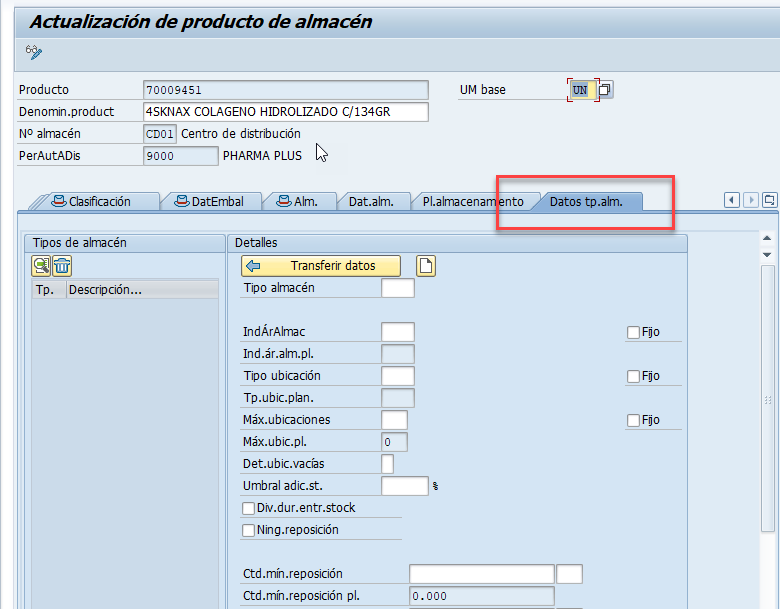 Actualización de producto de almacén
Producto 70009451 UM base UN
Denomin.product 4SKNAX COLAGENO HIDROLIZADO C/134GR
Nº almacén CD01 Centro de distribución
PerAutADis 9000 PHARMA PLUS
Clasificación DatEmbal Alm. Dat.alm. Pl.almacenamento Datos tp.alm.
Tipos de almacén Detalles
Transferir datos
Tp. Descripción... Tipo almacén
IndÁrAlmac Fijo
Ind.ár.alm.pl.
Tipo ubicación Fijo
Tp.ubic.plan.
Máx.ubicaciones Fijo
Máx.ubic.pl. 0
Det.ubic.vacías
Umbral adic.st. %
Div.dur.entr.stock
Ning.reposición
Ctd.mín.reposición
Ctd.mín.reposición pl. 0.000